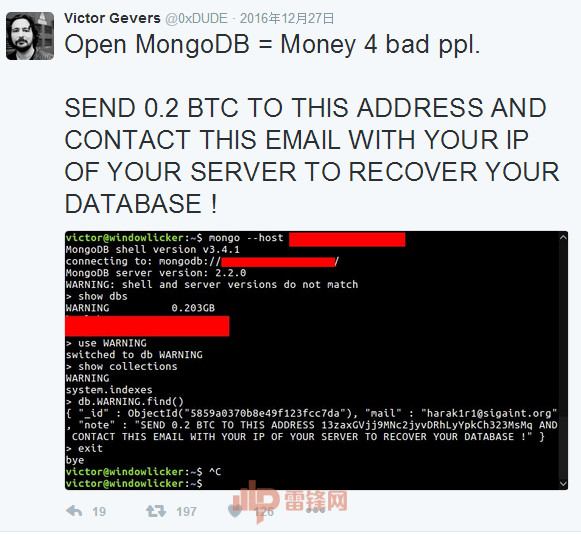 Victor Gevers @0xDUDE · 2016年12月27日
Open MongoDB = Money 4 bad ppl.
SEND 0.2 BTC TO THIS ADDRESS AND
CONTACT THIS EMAIL WITH YOUR IP
OF YOUR SERVER TO RECOVER YOUR
DATABASE !
victor@windowlicker:~$ mongo --host
MongoDB shell version v3.4.1
connecting to: mongodb:// /
MongoDB server version: 2.2.0
WARNING: shell and server versions do not match
> show dbs
WARNING 0.203GB
> use WARNING
switched to db WARNING
> show collections
WARNING
system.indexes
> db.WARNING.find()
{ "_id" : ObjectId("5859a0370b8e49f123fcc7da"), "mail" : "harak1r1@sigaint.org"
, "note" : "SEND 0.2 BTC TO THIS ADDRESS 13zaxGVjj9MNc2jyvDRhLyYpkCh323MsMq AND
CONTACT THIS EMAIL WITH YOUR IP OF YOUR SERVER TO RECOVER YOUR DATABASE !" }
> exit
bye
victor@windowlicker:~$ ^C
victor@windowlicker:~$
19 197 126
雷锋网